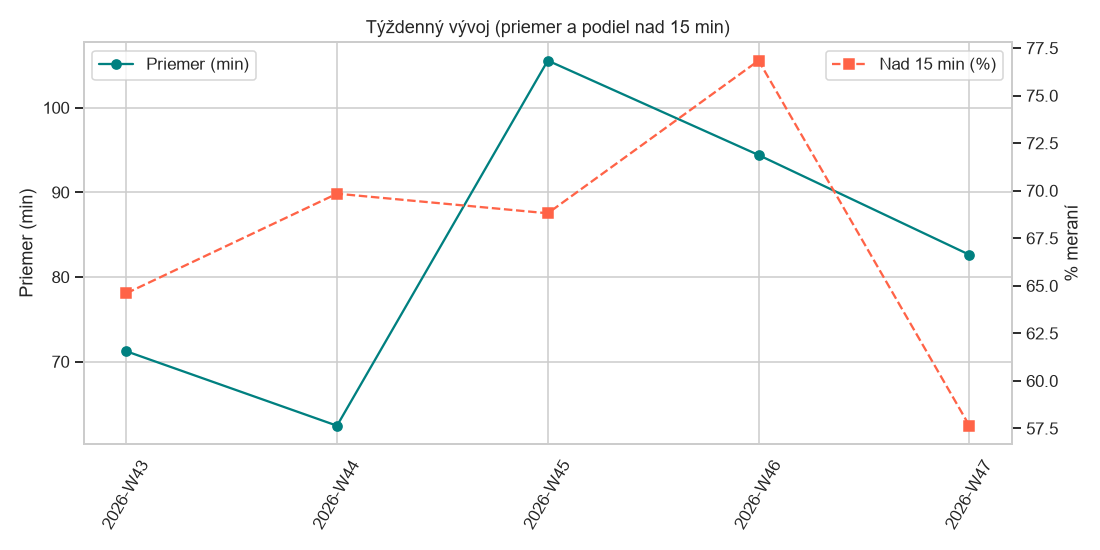 Týždenný vývoj (priemer a podiel nad 15 min)
Priemer (min)
Nad 15 min (%)
Priemer (min)
100
90
80
70
% meraní
77.5
75.0
72.5
70.0
67.5
65.0
62.5
60.0
57.5
2026-W43
2026-W44
2026-W45
2026-W46
2026-W47